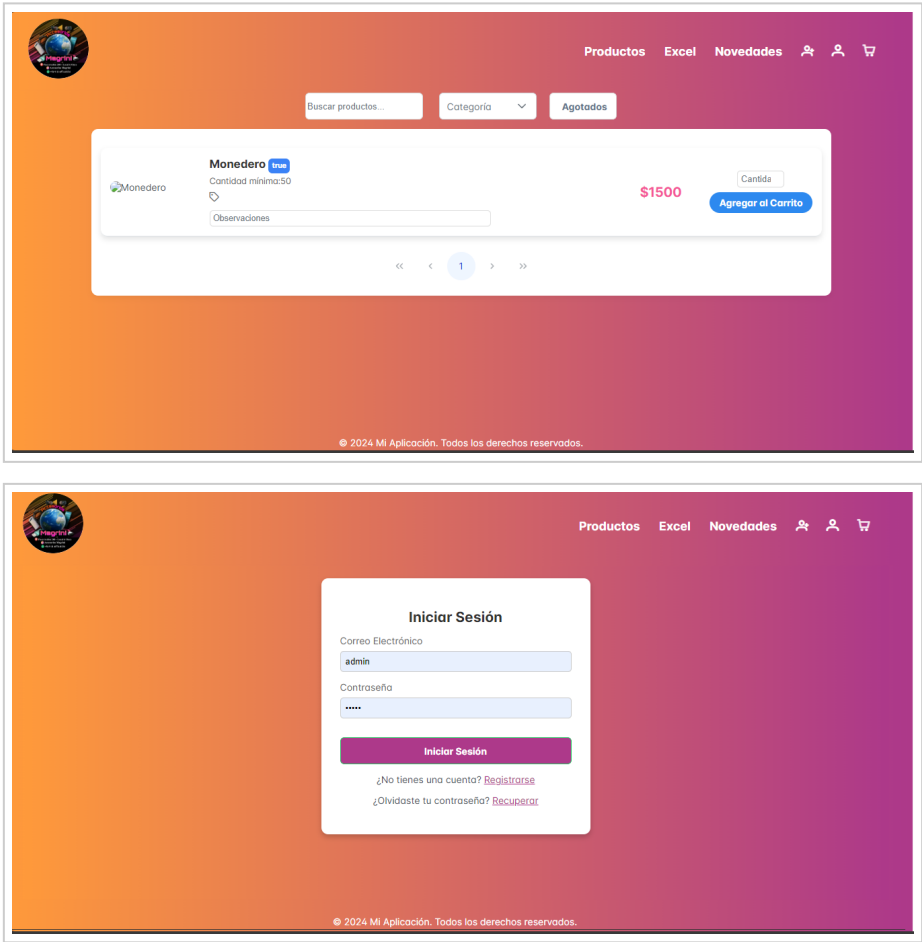 Magrini
Productos Excel Novedades
Buscar productos... Categoría Agotados
Monedero true
Cantidad mínima:50
Monedero
Observaciones
$1500
Cantida
Agregar al Carrito
« ‹ 1 › »
© 2024 Mi Aplicación. Todos los derechos reservados.
Magrini
Productos Excel Novedades
Iniciar Sesión
Correo Electrónico
admin
Contraseña
•••••
Iniciar Sesión
¿No tienes una cuenta? Registrarse
¿Olvidaste tu contraseña? Recuperar
© 2024 Mi Aplicación. Todos los derechos reservados.